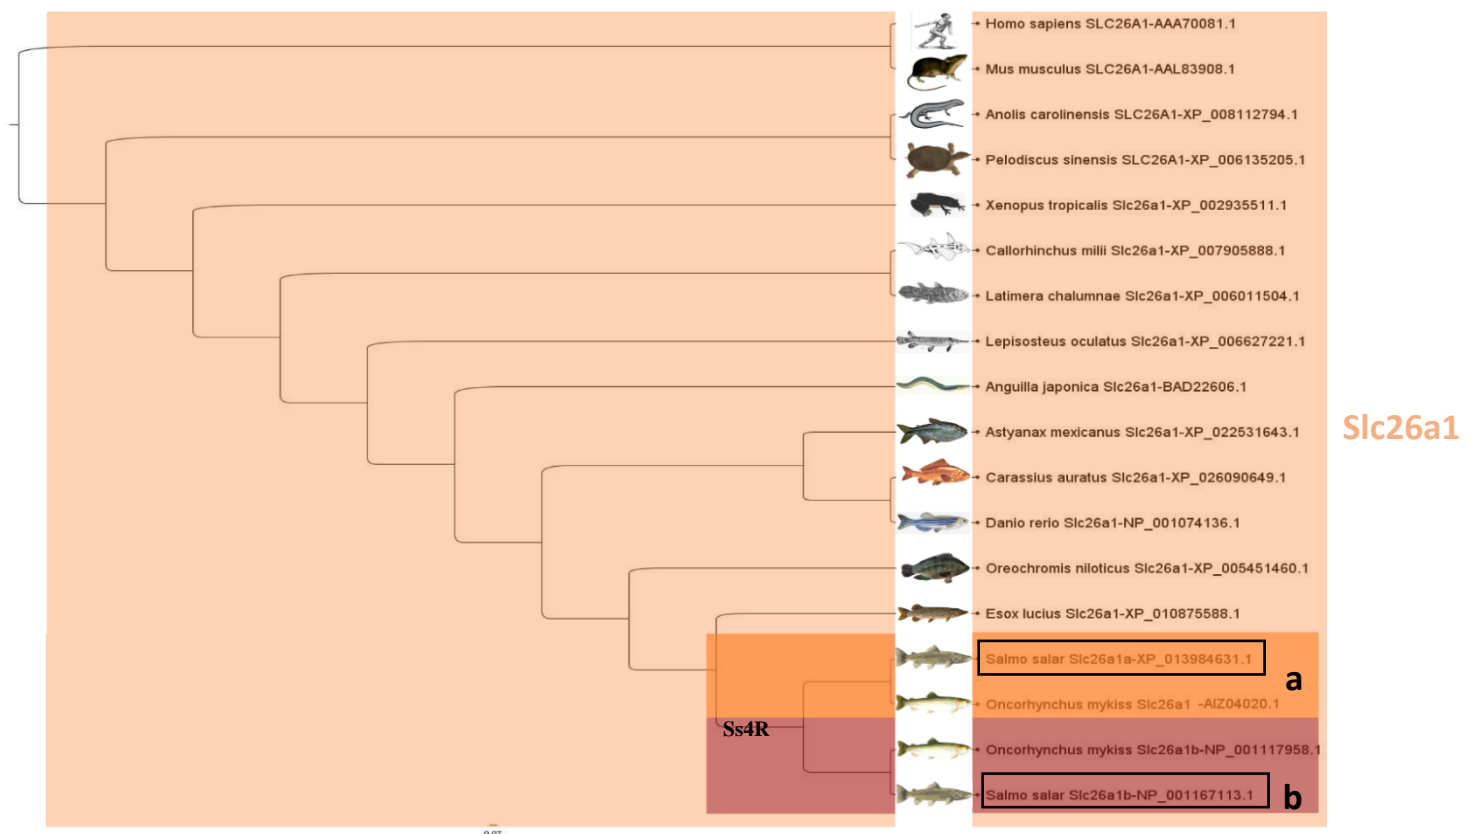 Homo sapiens SLC26A1-AAA70081.1
Mus musculus SLC26A1-AAL83908.1
Anolis carolinensis SLC26A1-XP_008112794.1
Pelodiscus sinensis SLC26A1-XP_006135205.1
Xenopus tropicalis Slc26a1-XP_002935511.1
Callorhinchus milii Slc26a1-XP_007905888.1
Latimera chalumnae Slc26a1-XP_006011504.1
Lepisosteus oculatus Slc26a1-XP_006627221.1
Anguilla japonica Slc26a1-BAD22606.1
Astyanax mexicanus Slc26a1-XP_022531643.1
Slc26a1
Carassius auratus Slc26a1-XP_026090649.1
Danio rerio Slc26a1-NP_001074136.1
Oreochromis niloticus Slc26a1-XP_005451460.1
Esox lucius Slc26a1-XP_010875588.1
Salmo salar Slc26a1a-XP_013984631.1
a
Oncorhynchus mykiss Slc26a1 -AIZ04020.1
Ss4R
Oncorhynchus mykiss Slc26a1b-NP_001117958.1
Salmo salar Slc26a1b-NP_001167113.1
b